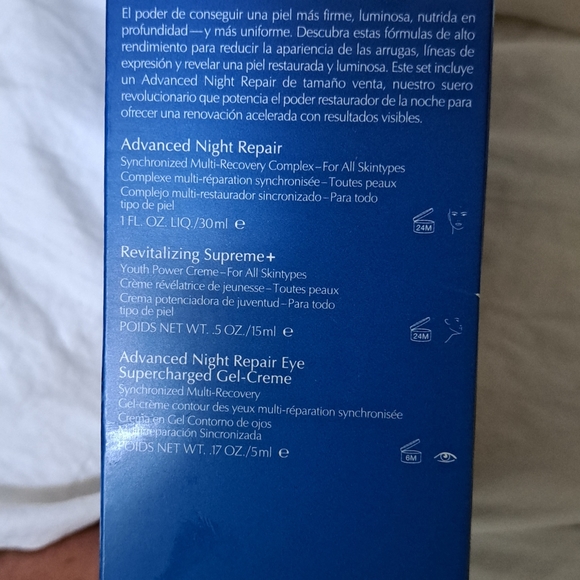 El poder de conseguir una piel más firme, luminosa, nutrida en
profundidad—y más uniforme. Descubra estas fórmulas de alto
rendimiento para reducir la apariencia de las arrugas, líneas de
expresión y revelar una piel restaurada y luminosa. Este set incluye
un Advanced Night Repair de tamaño venta, nuestro suero
revolucionario que potencia el poder restaurador de la noche para
ofrecer una renovación acelerada con resultados visibles.
Advanced Night Repair
Synchronized Multi-Recovery Complex–For All Skintypes
Complexe multi-réparation synchronisée–Toutes peaux
Complejo multi-restaurador sincronizado–Para todo
tipo de piel
1 FL. OZ. LIQ./30ml e
24M
Revitalizing Supreme+
Youth Power Creme–For All Skintypes
Crème révélatrice de jeunesse–Toutes peaux
Crema potenciadora de juventud–Para todo
tipo de piel
POIDS NET WT. .5 OZ./15ml e
24M
Advanced Night Repair Eye
Supercharged Gel-Creme
Synchronized Multi-Recovery
Gel-crème contour des yeux multi-réparation synchronisée
Crema en Gel Contorno de ojos
Sincronizada
POIDS NET WT. .17 OZ./5ml e
6M